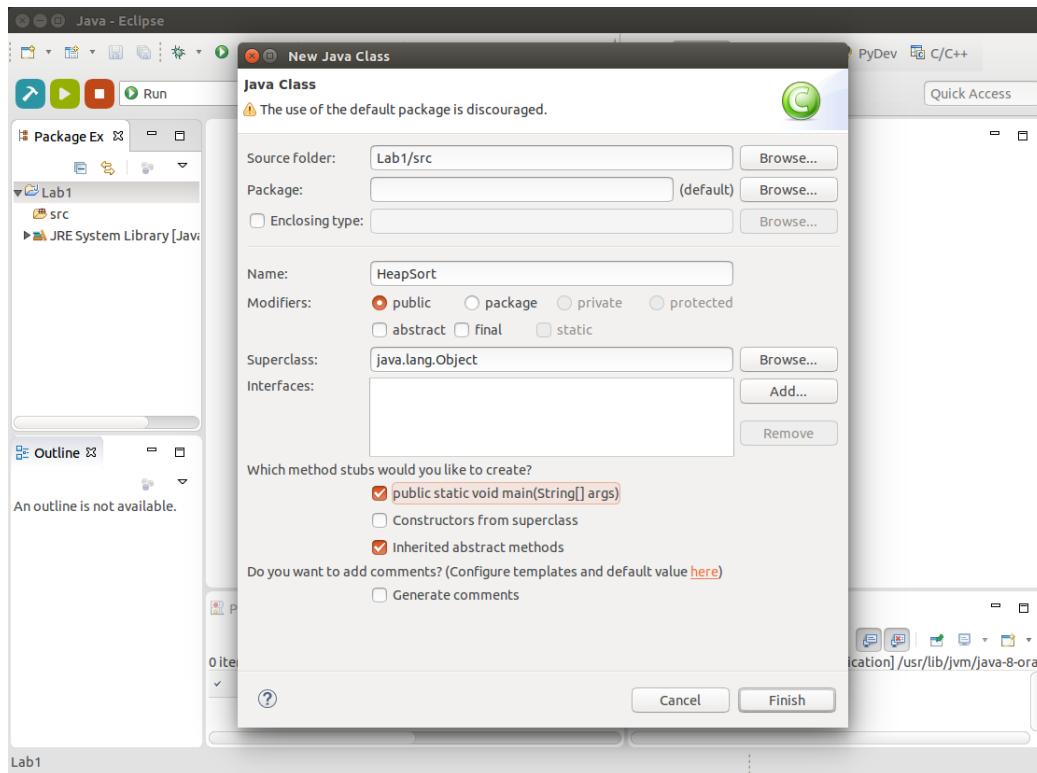 Java - Eclipse
PyDev C/C++
Run
Quick Access
Package Ex
Lab1
src
JRE System Library [Java
Outline
An outline is not available.
New Java Class
Java Class
The use of the default package is discouraged.
Source folder: Lab1/src Browse...
Package: (default) Browse...
Enclosing type: Browse...
Name: HeapSort
Modifiers: public package private protected
abstract final static
Superclass: java.lang.Object Browse...
Interfaces: Add...
Remove
Which method stubs would you like to create?
public static void main(String[] args)
Constructors from superclass
Inherited abstract methods
Do you want to add comments? (Configure templates and default value here)
Generate comments
Cancel Finish
P
0 ite
ication] /usr/lib/jvm/java-8-ora
Lab1